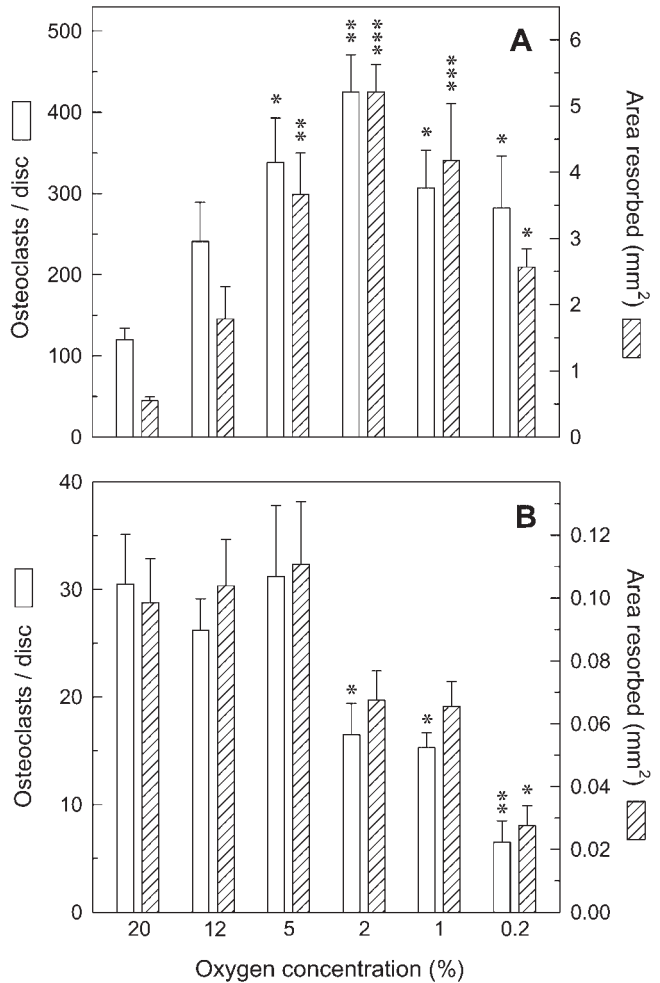 A
Osteoclasts / disc
500
400
300
200
100
0
* ** ** *** * *** * *
6
5
4
3
2
1
0
Area resorbed (mm²)
B
Osteoclasts / disc
40
30
20
10
0
* * ** *
0.12
0.10
0.08
0.06
0.04
0.02
0.00
Area resorbed (mm²)
20 12 5 2 1 0.2
Oxygen concentration (%)